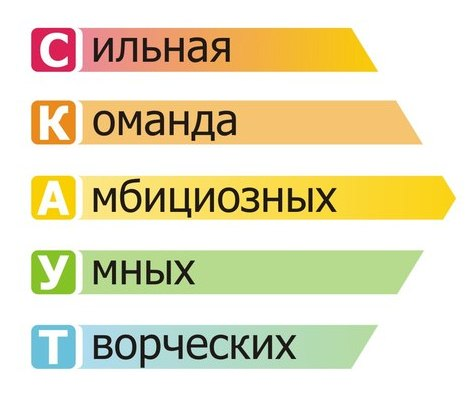 Сильная
Команда
Амбициозных
Умных
Творческих